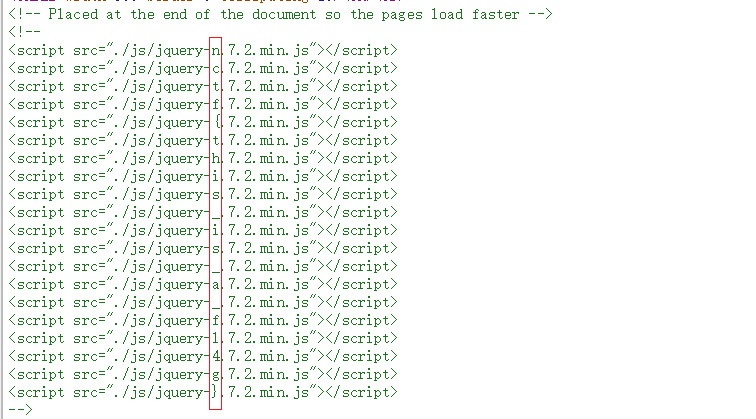 <!-- Placed at the end of the document so the pages load faster -->
<!--
<script src="./js/jquery-n.7.2.min.js"></script>
<script src="./js/jquery-c.7.2.min.js"></script>
<script src="./js/jquery-t.7.2.min.js"></script>
<script src="./js/jquery-f.7.2.min.js"></script>
<script src="./js/jquery-{.7.2.min.js"></script>
<script src="./js/jquery-t.7.2.min.js"></script>
<script src="./js/jquery-h.7.2.min.js"></script>
<script src="./js/jquery-i.7.2.min.js"></script>
<script src="./js/jquery-s.7.2.min.js"></script>
<script src="./js/jquery-_.7.2.min.js"></script>
<script src="./js/jquery-i.7.2.min.js"></script>
<script src="./js/jquery-s.7.2.min.js"></script>
<script src="./js/jquery-_.7.2.min.js"></script>
<script src="./js/jquery-a.7.2.min.js"></script>
<script src="./js/jquery-_.7.2.min.js"></script>
<script src="./js/jquery-f.7.2.min.js"></script>
<script src="./js/jquery-1.7.2.min.js"></script>
<script src="./js/jquery-4.7.2.min.js"></script>
<script src="./js/jquery-g.7.2.min.js"></script>
<script src="./js/jquery-}.7.2.min.js"></script>
-->